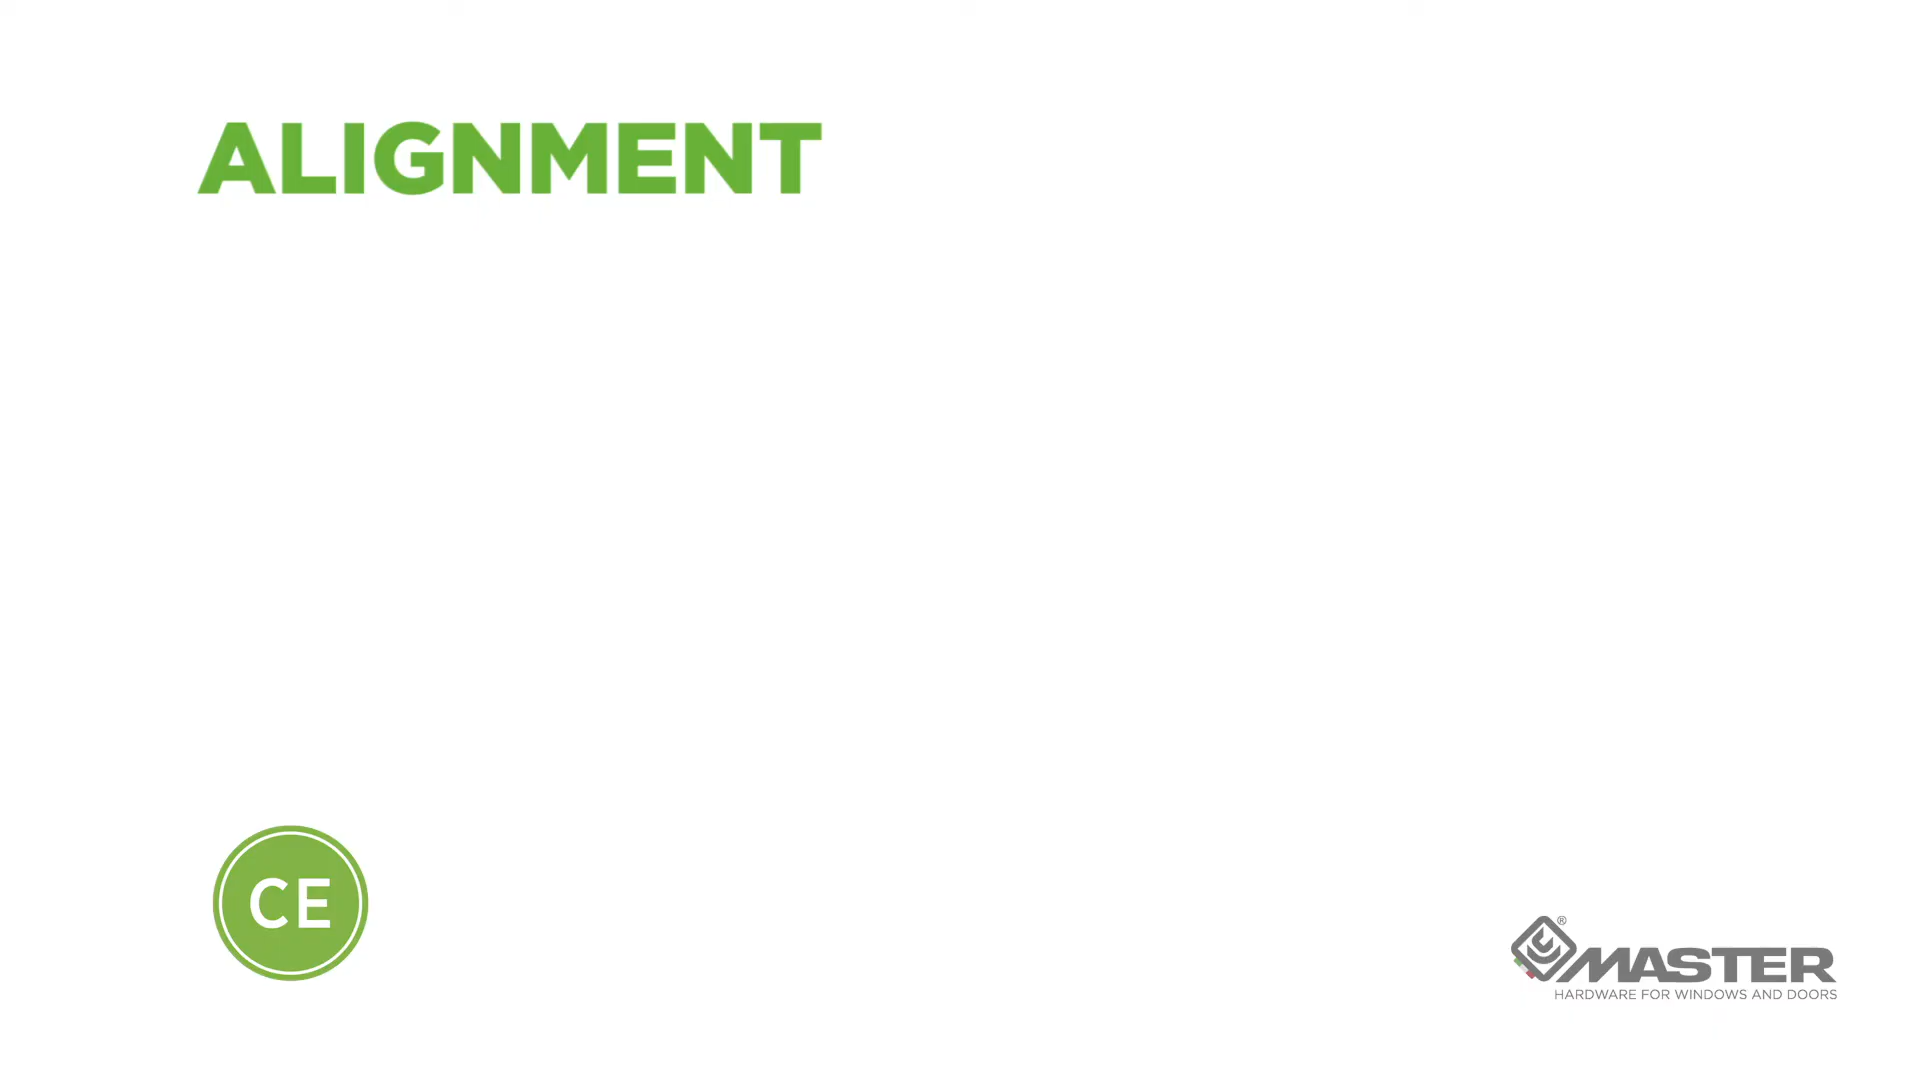 ALIGNMENT
CE
®
MASTER
HARDWARE FOR WINDOWS AND DOORS